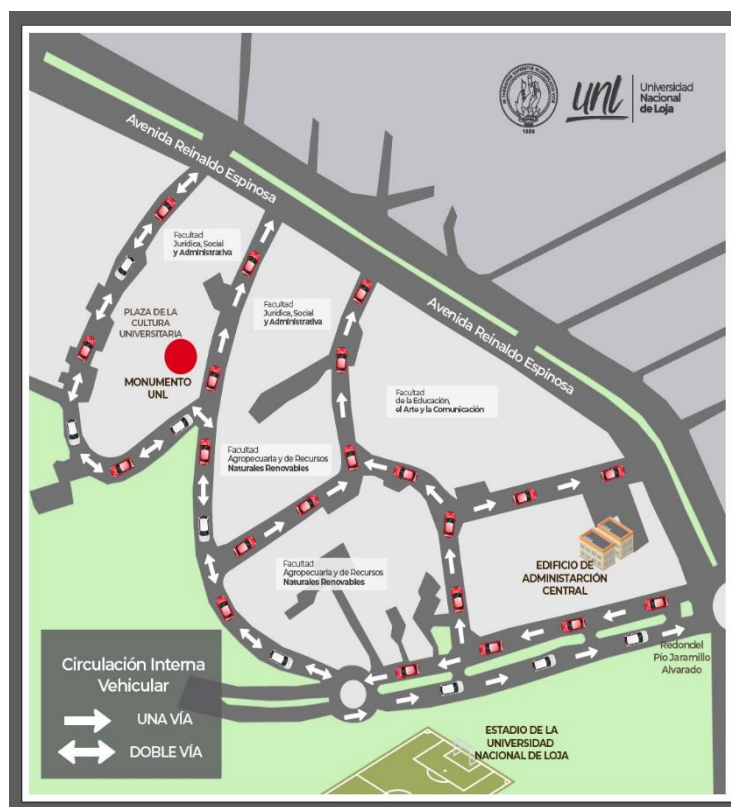 unl
Universidad
Nacional
de Loja
1859
Avenida Reinaldo Espinosa
Facultad
Jurídica, Social
y Administrativa
Facultad
Jurídica, Social
y Administrativa
PLAZA DE LA
CULTURA
UNIVERSITARIA
MONUMENTO
UNL
Avenida Reinaldo Espinosa
Facultad
de la Educación,
el Arte y la Comunicación
Facultad
Agropecuaria y de Recursos
Naturales Renovables
Facultad
Agropecuaria y de Recursos
Naturales Renovables
EDIFICIO DE
ADMINISTARCIÓN
CENTRAL
Redondel
Pío Jaramillo
Alvarado
Circulación Interna
Vehicular
UNA VÍA
DOBLE VÍA
ESTADIO DE LA
UNIVERSIDAD
NACIONAL DE LOJA